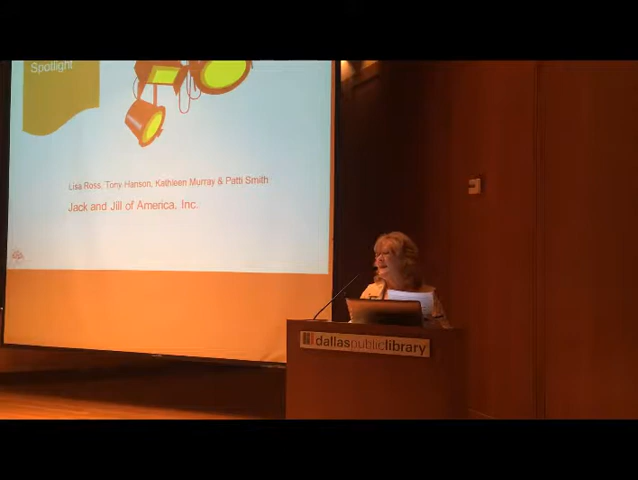 Spotlight
Lisa Ross, Tony Hanson, Kathleen Murray & Patti Smith
Jack and Jill of America, Inc.
dallaspubliclibrary